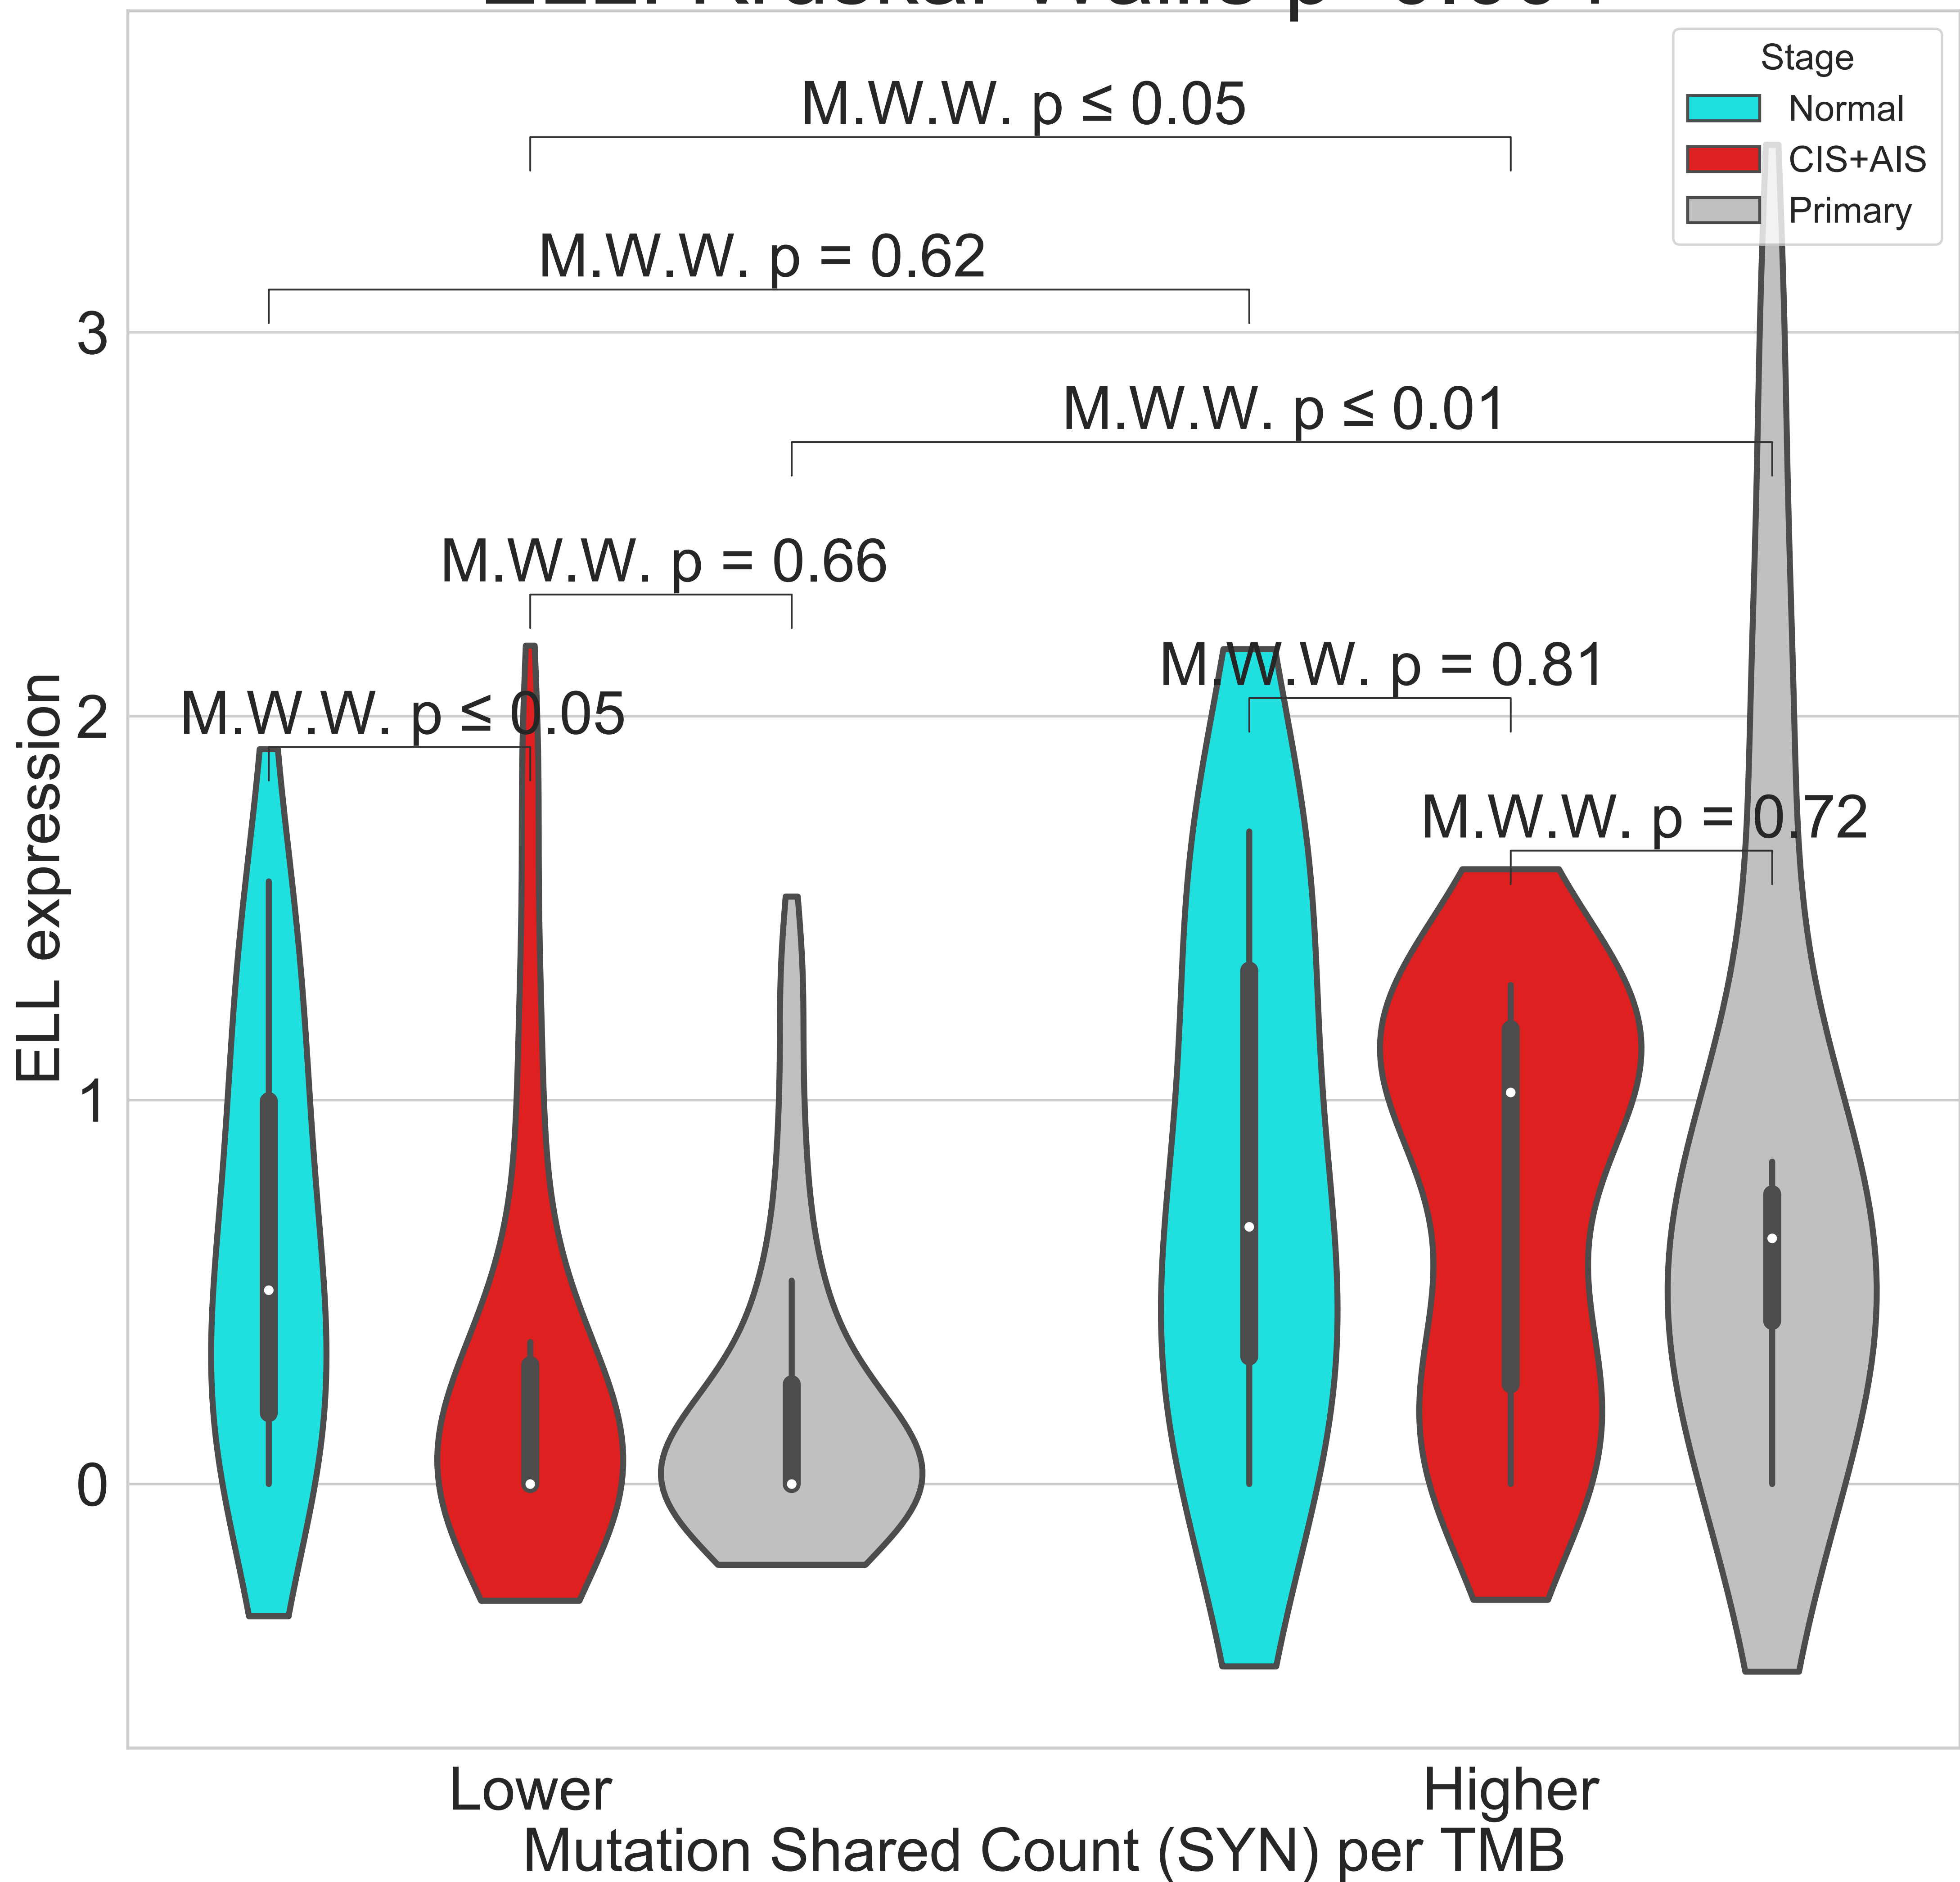 Stage
Normal
CIS+AIS
Primary
M.W.W. p ≤ 0.05
M.W.W. p = 0.62
M.W.W. p ≤ 0.01
M.W.W. p = 0.66
M.W.W. p = 0.81
M.W.W. p ≤ 0.05
M.W.W. p = 0.72
3
2
1
0
ELL expression
Lower
Higher
Mutation Shared Count (SYN) per TMB